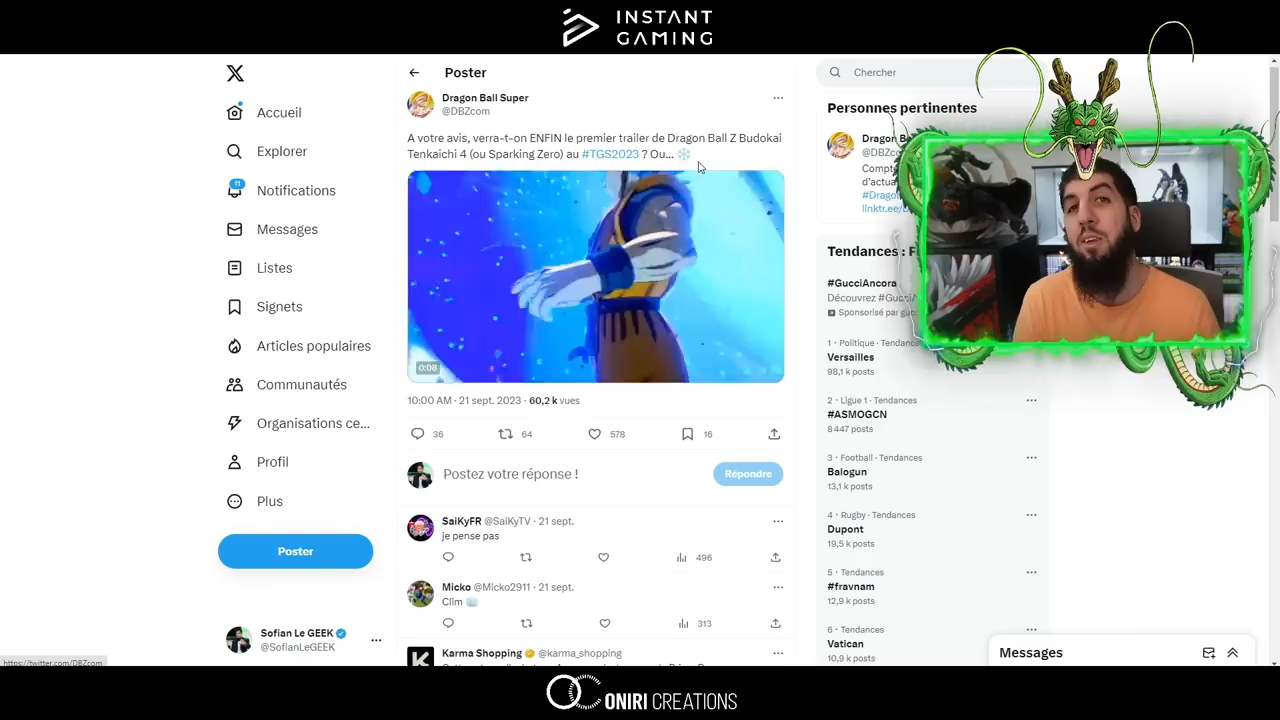 INSTANT
GAMING
Accueil
Explorer
11
Notifications
Messages
Listes
Signets
Articles populaires
Communautés
Organisations ce...
Profil
Plus
Poster
Sofian Le GEEK
@SofianLeGEEK
https://twitter.com/DBZcom
Poster
Dragon Ball Super
@DBZcom
A votre avis, verra-t-on ENFIN le premier trailer de Dragon Ball Z Budokai
Tenkaichi 4 (ou Sparking Zero) au #TGS2023 ? Ou... ❄️
0:08
10:00 AM · 21 sept. 2023 · 60,2 k vues
36 64 578 16
Postez votre réponse !
Répondre
SaiKyFR @SaiKyTV · 21 sept.
je pense pas
496
Micko @Micko2911 · 21 sept.
Clim 🧊
313
Karma Shopping @karma_shopping
Chercher
Personnes pertinentes
Dragon B
@DBZc
Compt
d'actua
#Drago
linktr.ee/D
Tendances : F
#GucciAncora
Découvrez #Gucci
Sponsorisé par guc
1 · Politique · Tendance
Versailles
98,1 k posts
2 · Ligue 1 · Tendances
#ASMOGCN
8 447 posts
3 · Football · Tendances
Balogun
13,1 k posts
4 · Rugby · Tendances
Dupont
19,5 k posts
5 · Tendances
#fravnam
12,9 k posts
6 · Tendances
Vatican
10,9 k posts
Messages
ONIRI CREATIONS